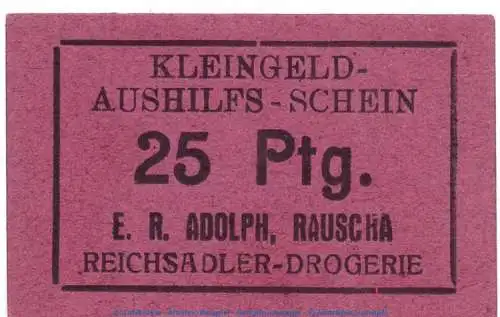 KLEINGELD-
AUSHILFS-SCHEIN
25 Ptg.
E. R. ADOLPH, RAUSCHA
REICHSADLER-DROGERIE